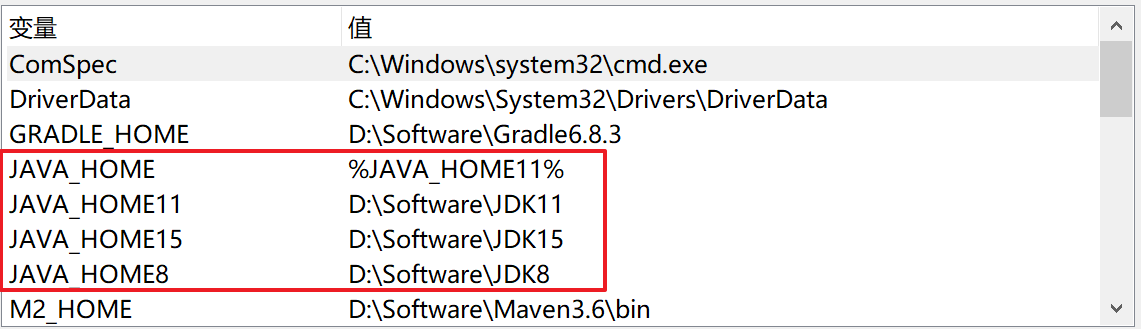 变量 值
ComSpec C:\Windows\system32\cmd.exe
DriverData C:\Windows\System32\Drivers\DriverData
GRADLE_HOME D:\Software\Gradle6.8.3
JAVA_HOME %JAVA_HOME11%
JAVA_HOME11 D:\Software\JDK11
JAVA_HOME15 D:\Software\JDK15
JAVA_HOME8 D:\Software\JDK8
M2_HOME D:\Software\Maven3.6\bin